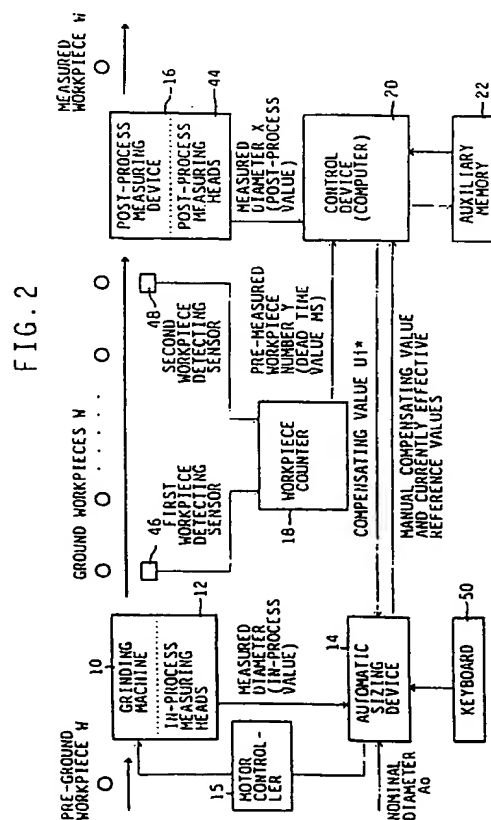 FIG.2
PRE-GROUND
WORKPIECE W
GROUND WORKPIECES W
MEASURED
WORKPIECE W
10
GRINDING
MACHINE
IN-PROCESS
MEASURING
HEADS
12
46
FIRST
WORKPIECE
DETECTING
SENSOR
SECOND
WORKPIECE
DETECTING
SENSOR
48
POST-PROCESS
MEASURING
DEVICE
16
POST-PROCESS
MEASURING
HEADS
44
MOTOR
CONTROL-
LER
15
MEASURED
DIAMETER
(IN-PROCESS
VALUE)
18
WORKPIECE
COUNTER
PRE-MEASURED
WORKPIECE
NUMBER Y
(DEAD TIME
VALUE MS)
MEASURED
DIAMETER X
(POST-PROCESS
VALUE)
14
AUTOMATIC
SIZING
DEVICE
COMPENSATING VALUE Ui*
MANUAL COMPENSATING VALUE
AND CURRENTLY EFFECTIVE
REFERENCE VALUES
CONTROL
DEVICE
(COMPUTER)
20
NOMINAL
DIAMETER
Ao
KEYBOARD
50
AUXILIARY
MEMORY
22